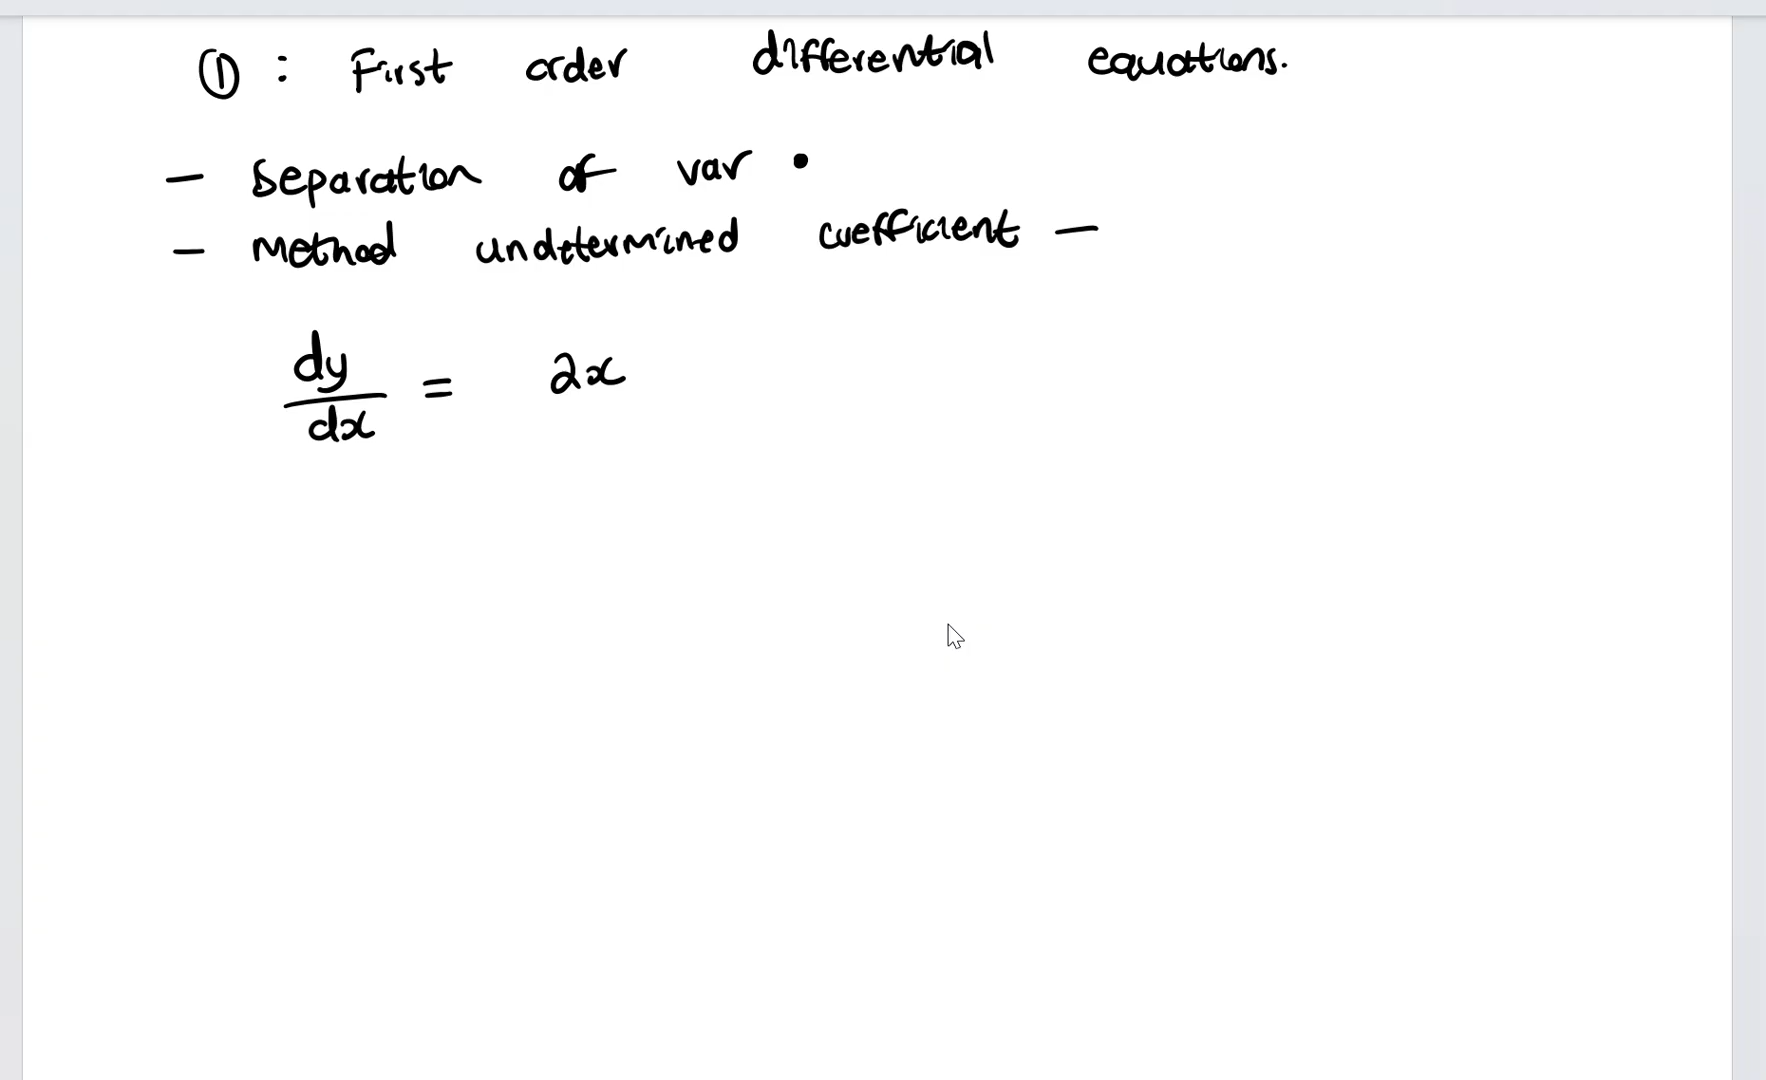 ① : First order differential equations.
- Separation of var •
- Method undetermined coefficient -
dy/dx = 2x